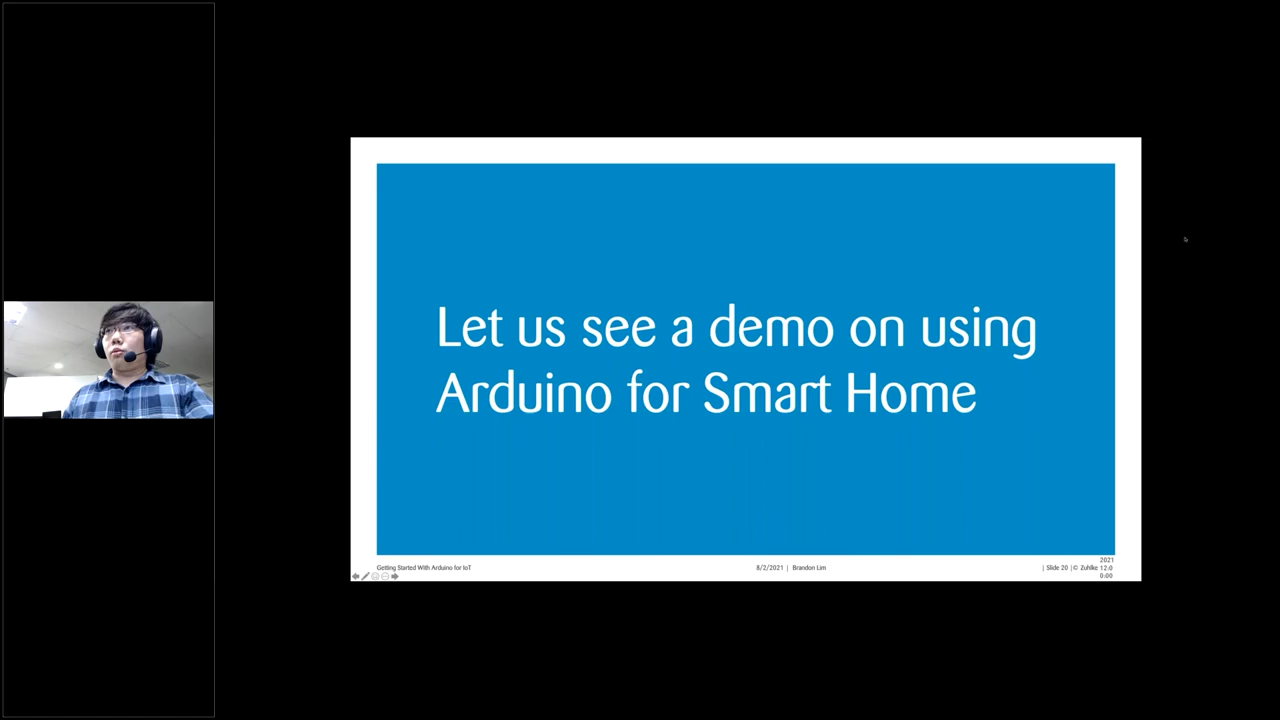 Let us see a demo on using
Arduino for Smart Home
Getting Started With Arduino for IoT
8/2/2021 | Brandon Lim
| Slide 20 | © Zuhlke
2021
12:0
0:00